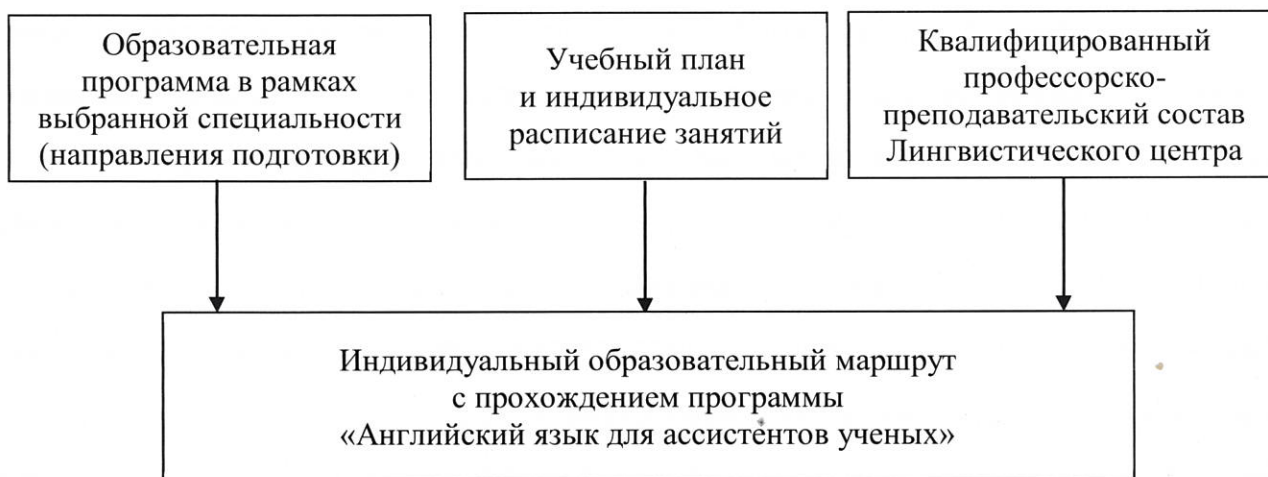 Образовательная
программа в рамках
выбранной специальности
(направления подготовки)
Учебный план
и индивидуальное
расписание занятий
Квалифицированный
профессорско-
преподавательский состав
Лингвистического центра
Индивидуальный образовательный маршрут
с прохождением программы
«Английский язык для ассистентов ученых»